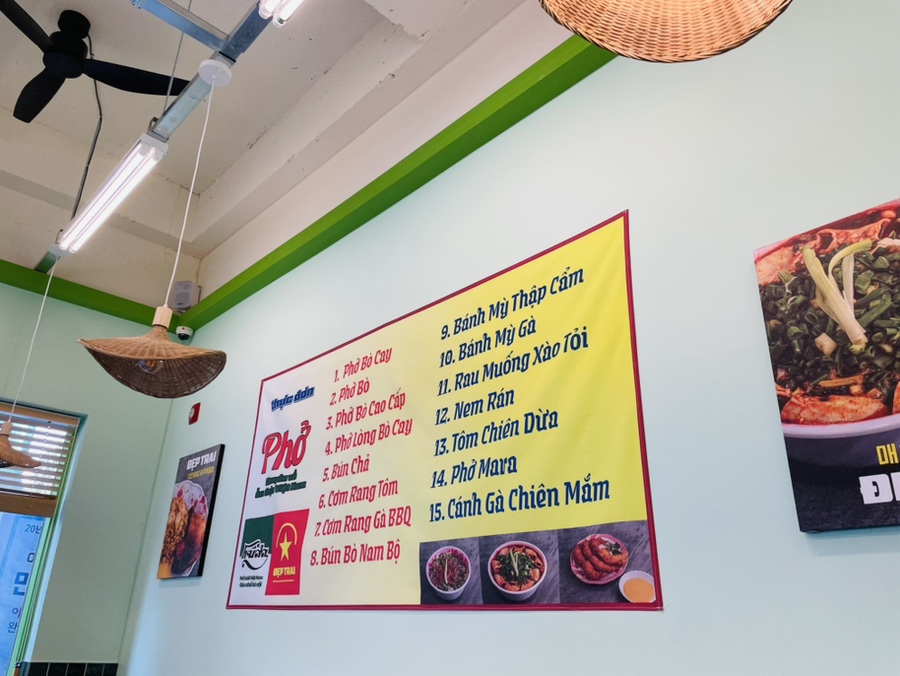 Thực đơn
Phở
ĐẸP TRAI
1. Phở Bò Cay
2. Phở Bò
3. Phở Bò Cao Cấp
4. Phở Lòng Bò Cay
5. Bún Chả
6. Cơm Rang Tôm
7. Cơm Rang Gà BBQ
8. Bún Bò Nam Bộ
9. Bánh Mỳ Thập Cẩm
10. Bánh Mỳ Gà
11. Rau Muống Xào Tỏi
12. Nem Rán
13. Tôm Chiên Dừa
14. Phở Mara
15. Cánh Gà Chiên Mắm
ĐẸP TRAI